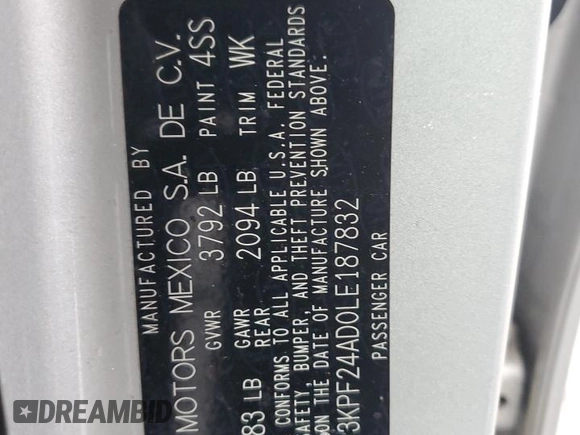 MANUFACTURED BY
MOTORS MEXICO S.A. DE C.V.
GVWR 3792 LB PAINT 4SS
83 LB GAWR REAR 2094 LB TRIM WK
CONFORMS TO ALL APPLICABLE U.S.A. FEDERAL
SAFETY, BUMPER, AND THEFT PREVENTION STANDARDS
ON THE DATE OF MANUFACTURE SHOWN ABOVE.
3KPF24AD0LE187832
PASSENGER CAR
BIDCARS